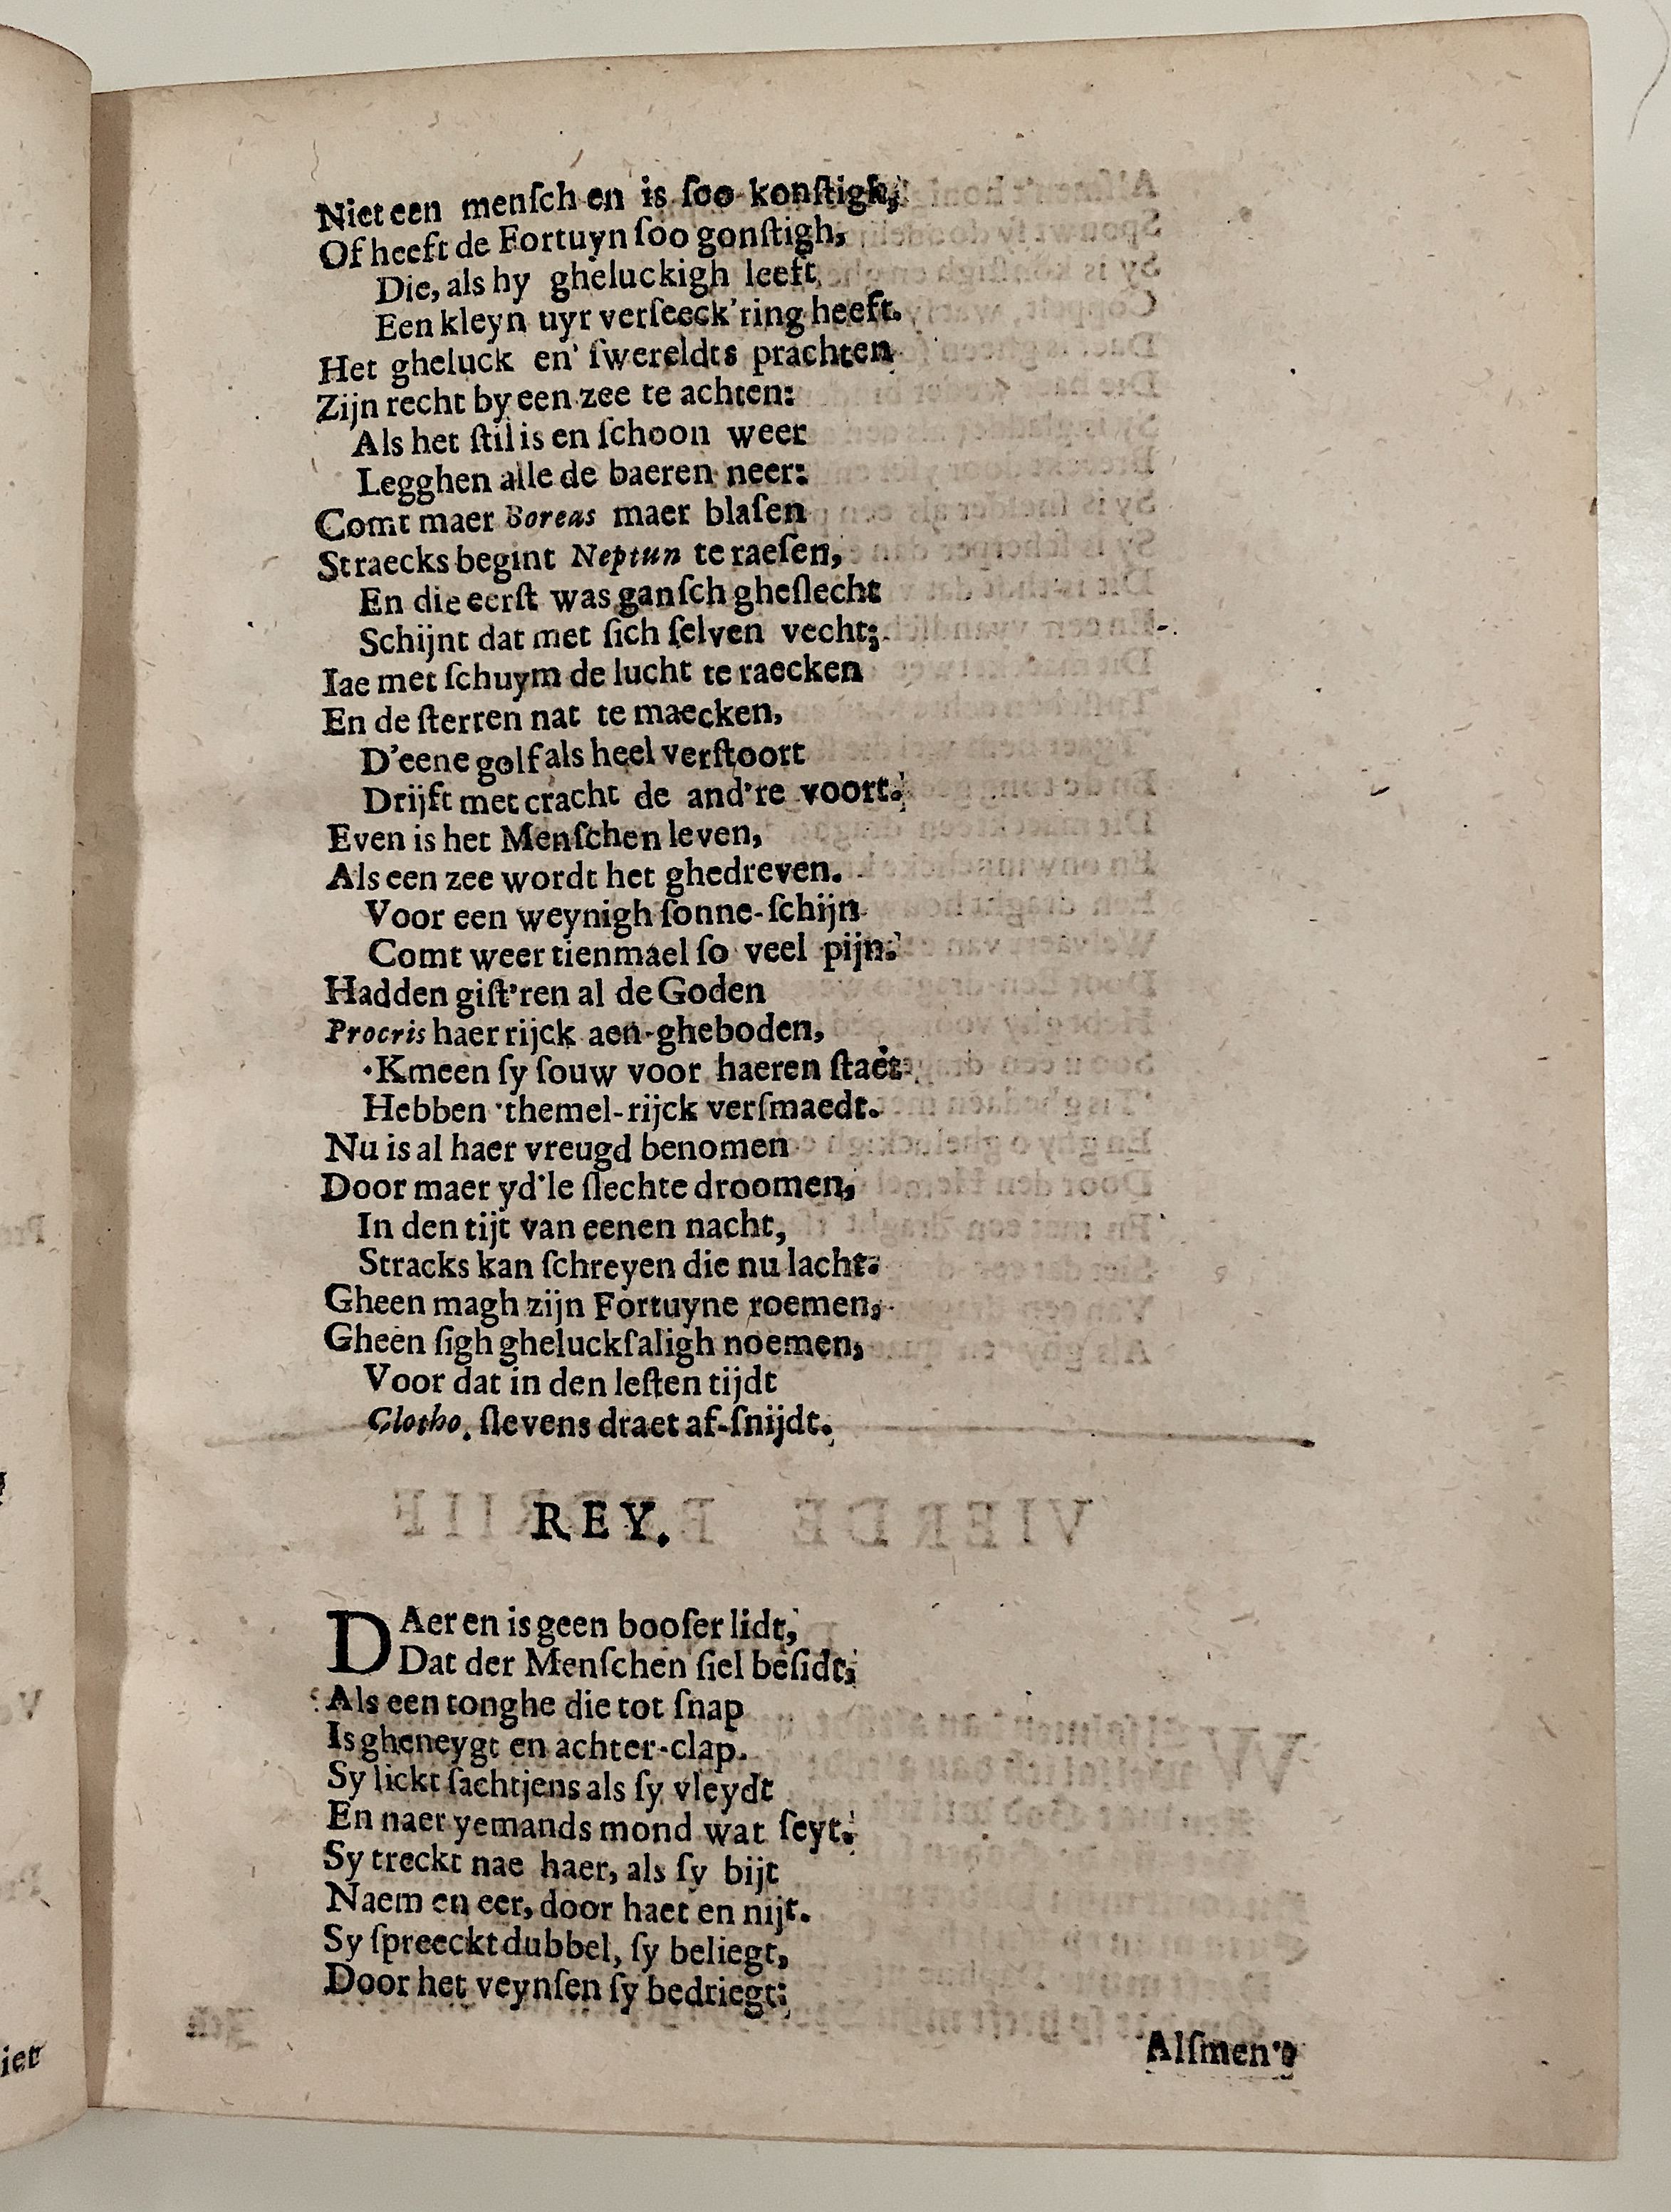 Niet een menſch en is ſoo konſtigh,
Of heeft de Fortuyn ſoo gonſtigh,
Die, als hy gheluckigh leeft
Een kleyn uyr verſeeck'ring heeft.
Het gheluck en' ſwereldts prachten
Zijn recht by een zee te achten:
Als het ſtil is en ſchoon weer
Legghen alle de baeren neer:
Comt maer Boreas maer blaſen
Straecks begint Neptun te raeſen,
En die eerſt was ganſch gheſlecht
Schijnt dat met ſich ſelven vecht;
Iae met ſchuym de lucht te raecken
En de ſterren nat te maecken,
D'eene golf als heel verſtoort
Drijft met cracht de and're voort.
Even is het Menſchen leven,
Als een zee wordt het ghedreven.
Voor een weynigh ſonne-ſchijn
Comt weer tienmael ſo veel pijn.
Hadden giſt'ren al de Goden
Procris haer rijck aen-gheboden,
'Kmeen ſy ſouw voor haeren ſtaet
Hebben 'themel-rijck verſmaedt.
Nu is al haer vreugd benomen
Door maer yd'le ſlechte droomen,
In den tijt van eenen nacht,
Stracks kan ſchreyen die nu lacht.
Gheen magh zijn Fortuyne roemen,
Gheen ſigh gheluckſaligh noemen,
Voor dat in den leſten tijdt
Clotho, ſlevens draet af-ſnijdt.
REY.
DAer en is geen booſer lidt,
Dat der Menſchen ſiel beſidt,
Als een tonghe die tot ſnap
Is gheneygt en achter-clap.
Sy lickt ſachtjens als ſy vleydt
En naer yemands mond wat ſeyt.
Sy treckt nae haer, als ſy bijt
Naem en eer, door haet en nijt.
Sy ſpreeckt dubbel, ſy beliegt,
Door het veynſen ſy bedriegt;
Alſmen't